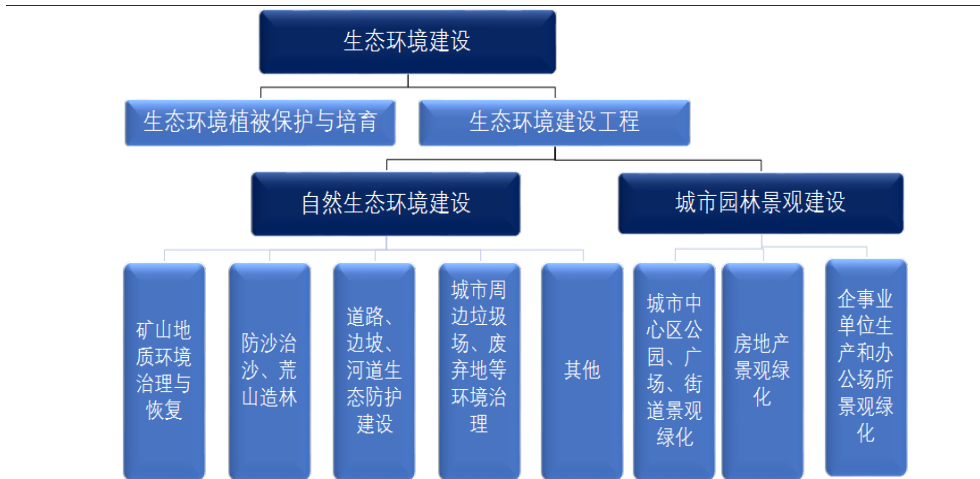 生态环境建设
生态环境植被保护与培育
生态环境建设工程
自然生态环境建设
城市园林景观建设
矿山地
质环境
治理与
恢复
防沙治
沙、荒
山造林
道路、
边坡、
河道生
态防护
建设
城市周
边垃圾
场、废
弃地等
环境治
理
其他
城市中
心区公
园、广
场、街
道景观
绿化
房地产
景观绿
化
企事业
单位生
产和办
公场所
景观绿
化